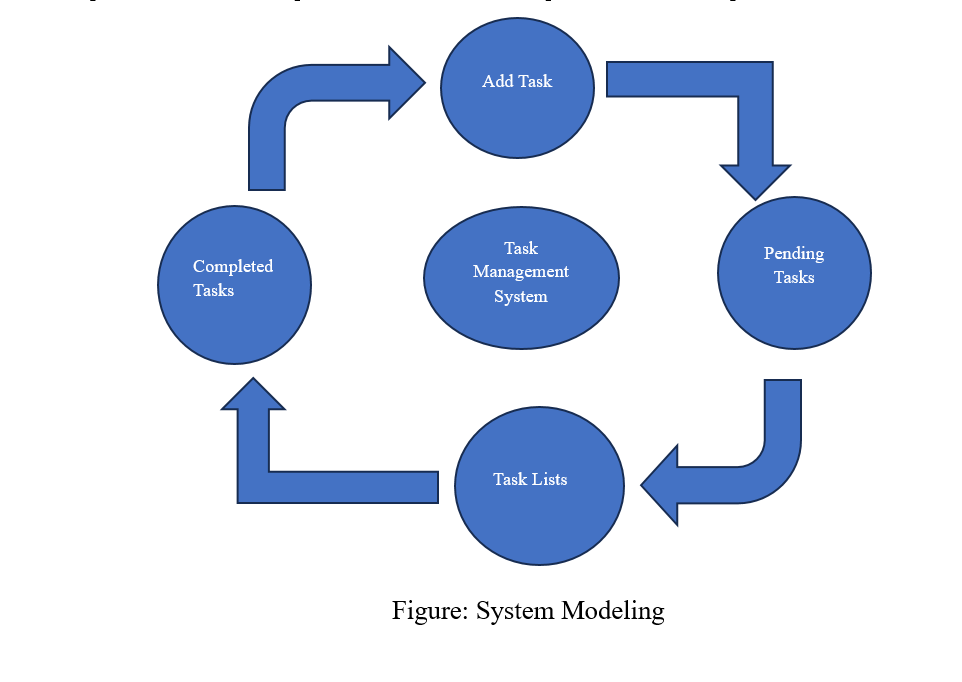 Add Task
Task
Management
System
Pending
Tasks
Completed
Tasks
Task Lists
Figure: System Modeling